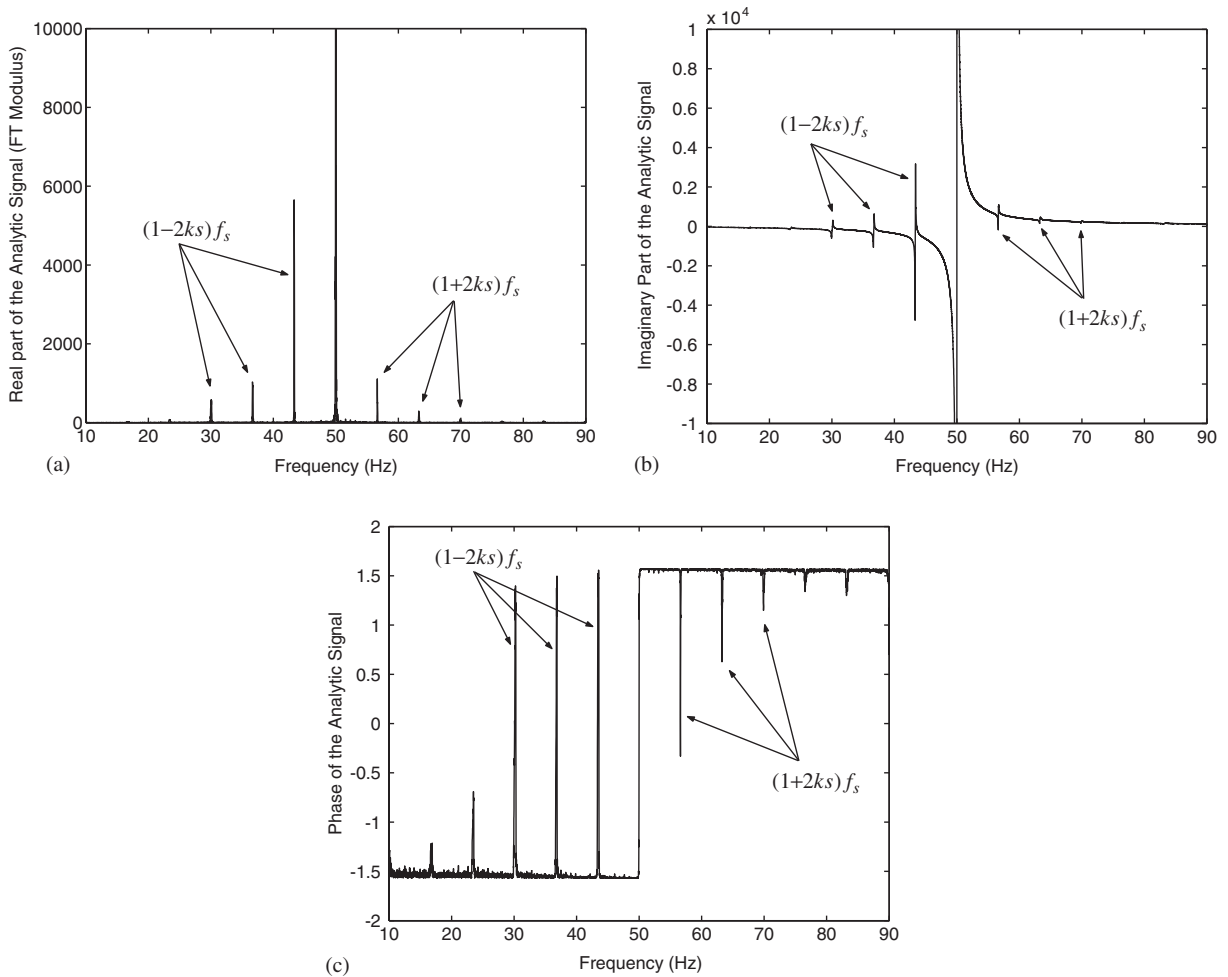 Real part of the Analytic Signal (FT Modulus)
10000
8000
6000
4000
2000
0
(1−2ks) fₛ
(1+2ks) fₛ
10 20 30 40 50 60 70 80 90
Frequency (Hz)
(a)
x 10⁴
Imaginary Part of the Analytic Signal
1
0.8
0.6
0.4
0.2
0
-0.2
-0.4
-0.6
-0.8
-1
(1−2ks) fₛ
(1+2ks) fₛ
10 20 30 40 50 60 70 80 90
Frequency (Hz)
(b)
Phase of the Analytic Signal
2
1.5
1
0.5
0
-0.5
-1
-1.5
-2
(1−2ks) fₛ
(1+2ks) fₛ
10 20 30 40 50 60 70 80 90
Frequency (Hz)
(c)